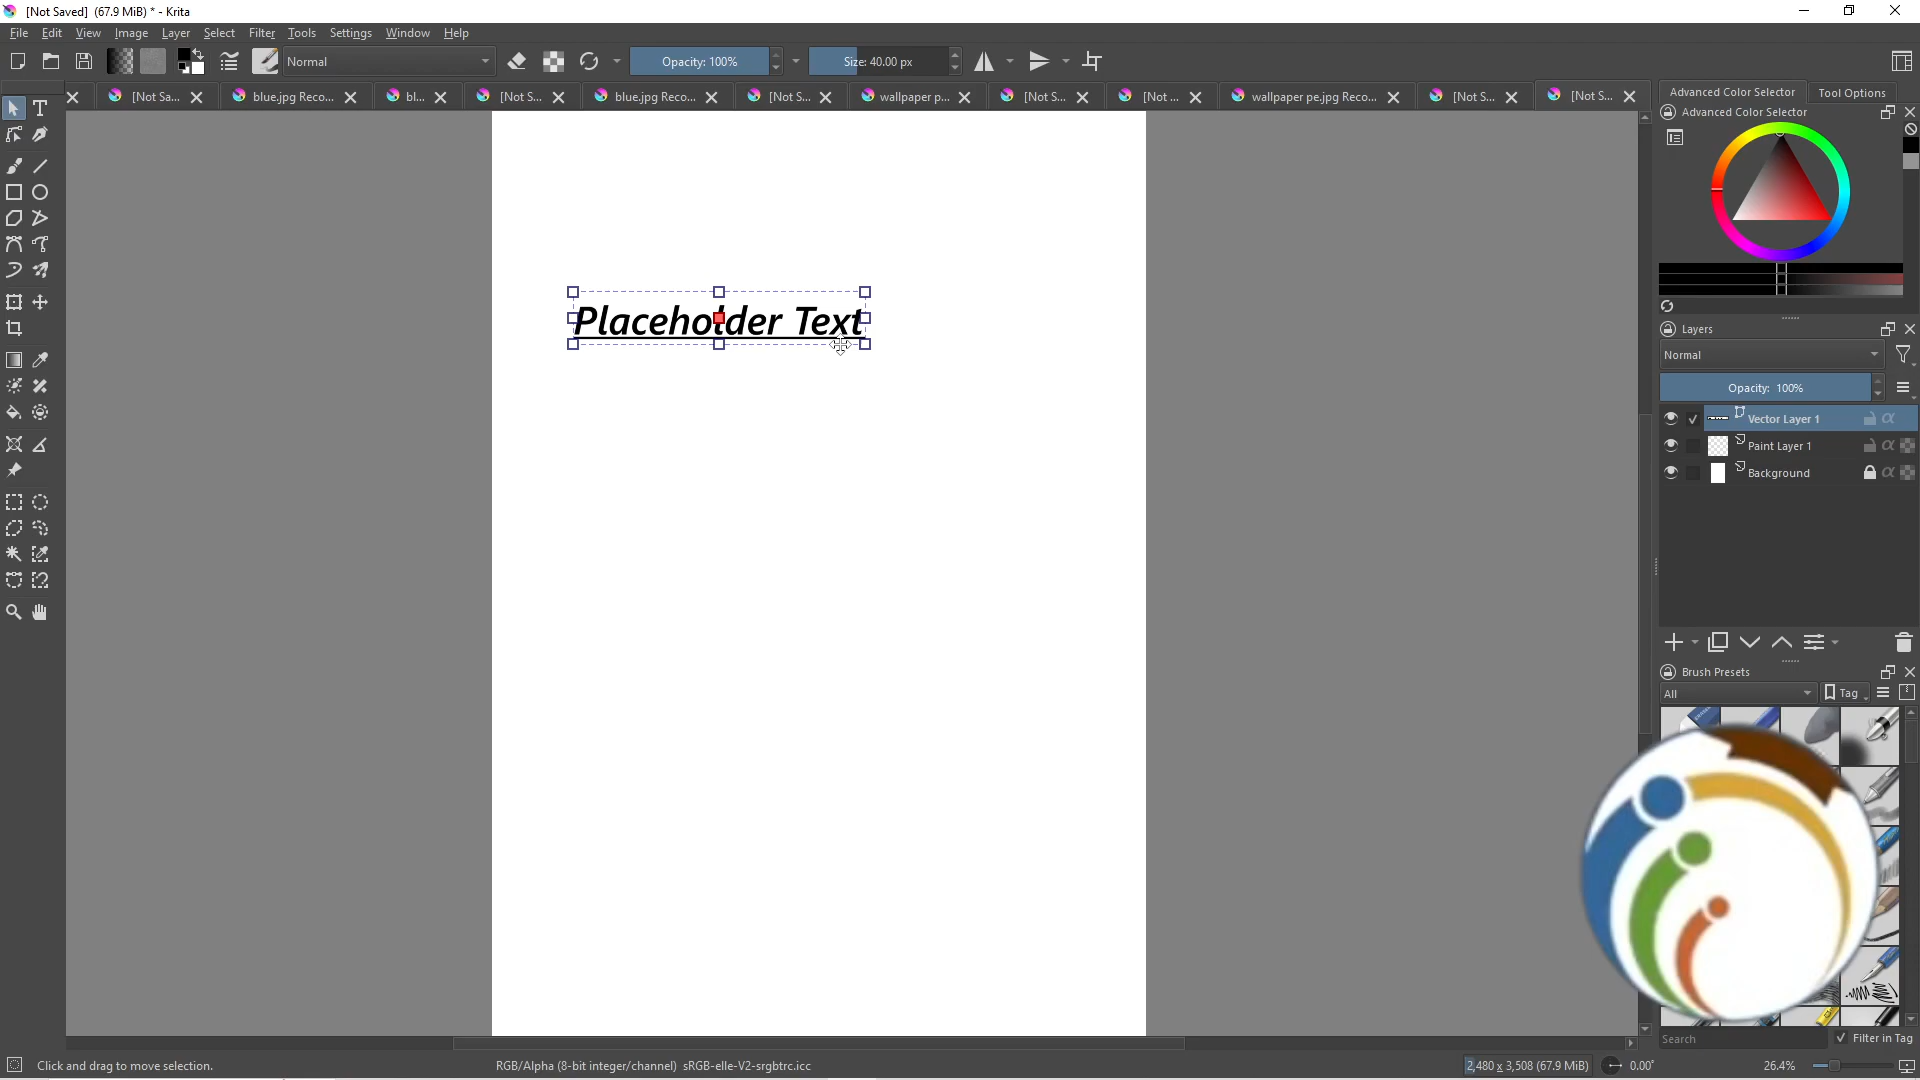 [Not Saved] (67.9 MiB) * - Krita
File Edit View Image Layer Select Filter Tools Settings Window Help
Normal
Opacity: 100%
Size: 40.00 px
[Not Sa...
blue.jpg Reco...
bl...
[Not S...
blue.jpg Reco...
[Not S...
wallpaper p...
[Not S...
[Not ...
wallpaper pe.jpg Reco...
[Not S...
[Not S...
Advanced Color Selector
Tool Options
Advanced Color Selector
Placeholder Text
Layers
Normal
Opacity: 100%
Vector Layer 1
Paint Layer 1
Background
Brush Presets
All
Tag
Search
Filter in Tag
Click and drag to move selection.
RGB/Alpha (8-bit integer/channel) sRGB-elle-V2-srgbtrc.icc
2,480 x 3,508 (67.9 MiB)
0.00°
26.4%